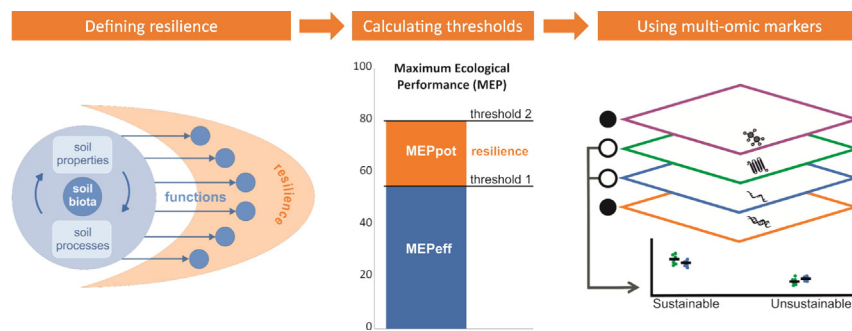 Defining resilience
Calculating thresholds
Using multi-omic markers
soil
properties
soil
biota
soil
processes
functions
resilience
Maximum Ecological
Performance (MEP)
100
80
60
40
20
0
threshold 2
MEPpot
resilience
threshold 1
MEPeff
Sustainable
Unsustainable